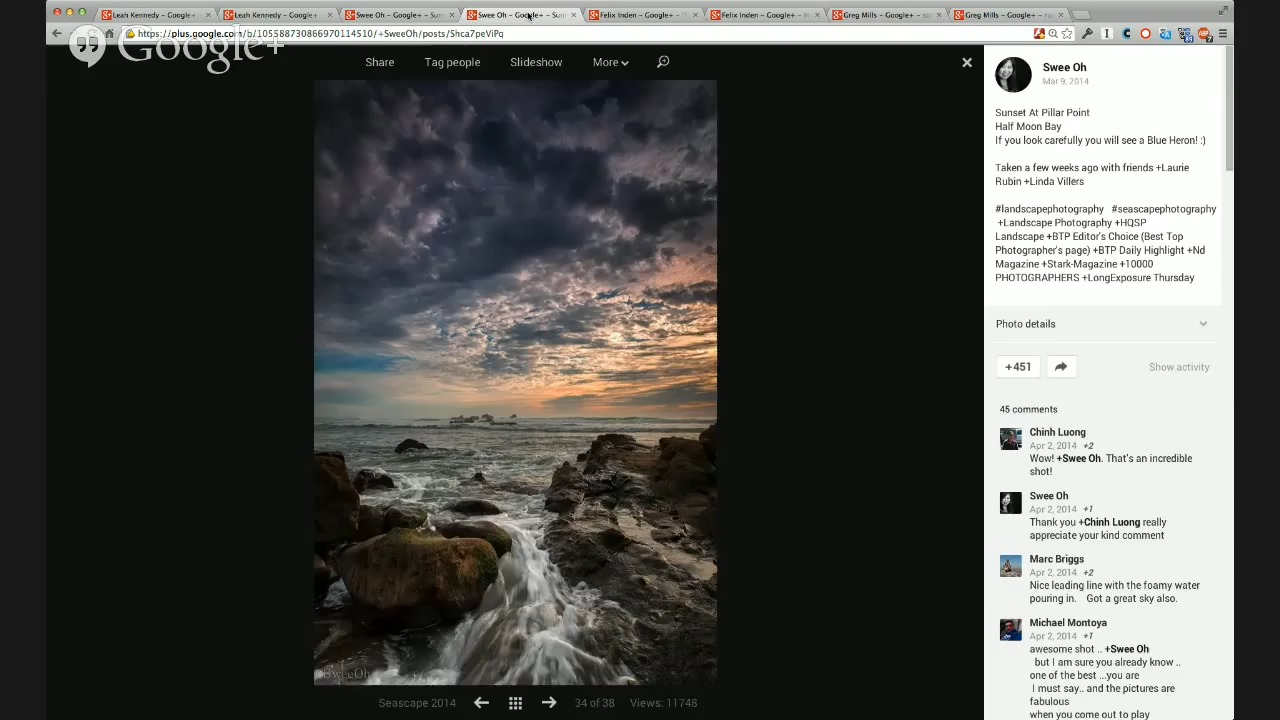 Leah Kennedy – Google+
Leah Kennedy – Google+
Swee Oh – Google+ – Sun
Swee Oh – Google+ – Sun
Felix Inden – Google+ –
Felix Inden – Google+ –
Greg Mills – Google+ –
Greg Mills – Google+ –
https://plus.google.com/b/105588730866970114510/+SweeOh/posts/Shca7peViPq
Google+
Share
Tag people
Slideshow
More
Swee Oh
Mar 9, 2014
Sunset At Pillar Point
Half Moon Bay
If you look carefully you will see a Blue Heron! :)
Taken a few weeks ago with friends +Laurie
Rubin +Linda Villers
#landscapephotography #seascapephotography
+Landscape Photography +HQSP
Landscape +BTP Editor's Choice (Best Top
Photographer's page) +BTP Daily Highlight +Nd
Magazine +Stark-Magazine +10000
PHOTOGRAPHERS +LongExposure Thursday
Photo details
+451
Show activity
45 comments
Chinh Luong
Apr 2, 2014 +2
Wow! +Swee Oh. That's an incredible
shot!
Swee Oh
Apr 2, 2014 +1
Thank you +Chinh Luong really
appreciate your kind comment
Marc Briggs
Apr 2, 2014 +2
Nice leading line with the foamy water
pouring in. Got a great sky also.
Michael Montoya
Apr 2, 2014 +1
awesome shot .. +Swee Oh
but I am sure you already know ..
one of the best ...you are
I must say.. and the pictures are
fabulous
when you come out to play
©SweeOh
Seascape 2014
34 of 38
Views: 11748